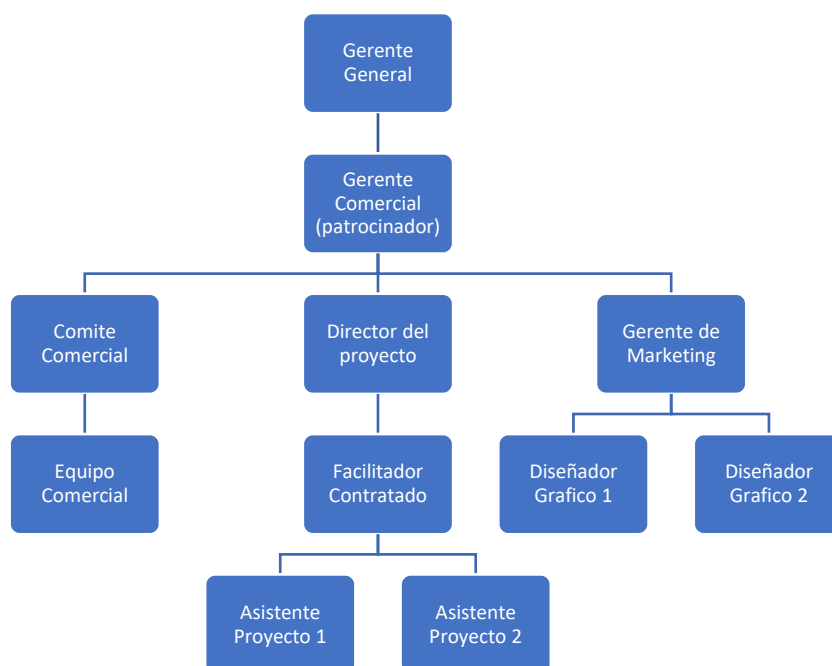 Gerente
General
Gerente
Comercial
(patrocinador)
Comite
Comercial
Director del
proyecto
Gerente de
Marketing
Equipo
Comercial
Facilitador
Contratado
Diseñador
Grafico 1
Diseñador
Grafico 2
Asistente
Proyecto 1
Asistente
Proyecto 2